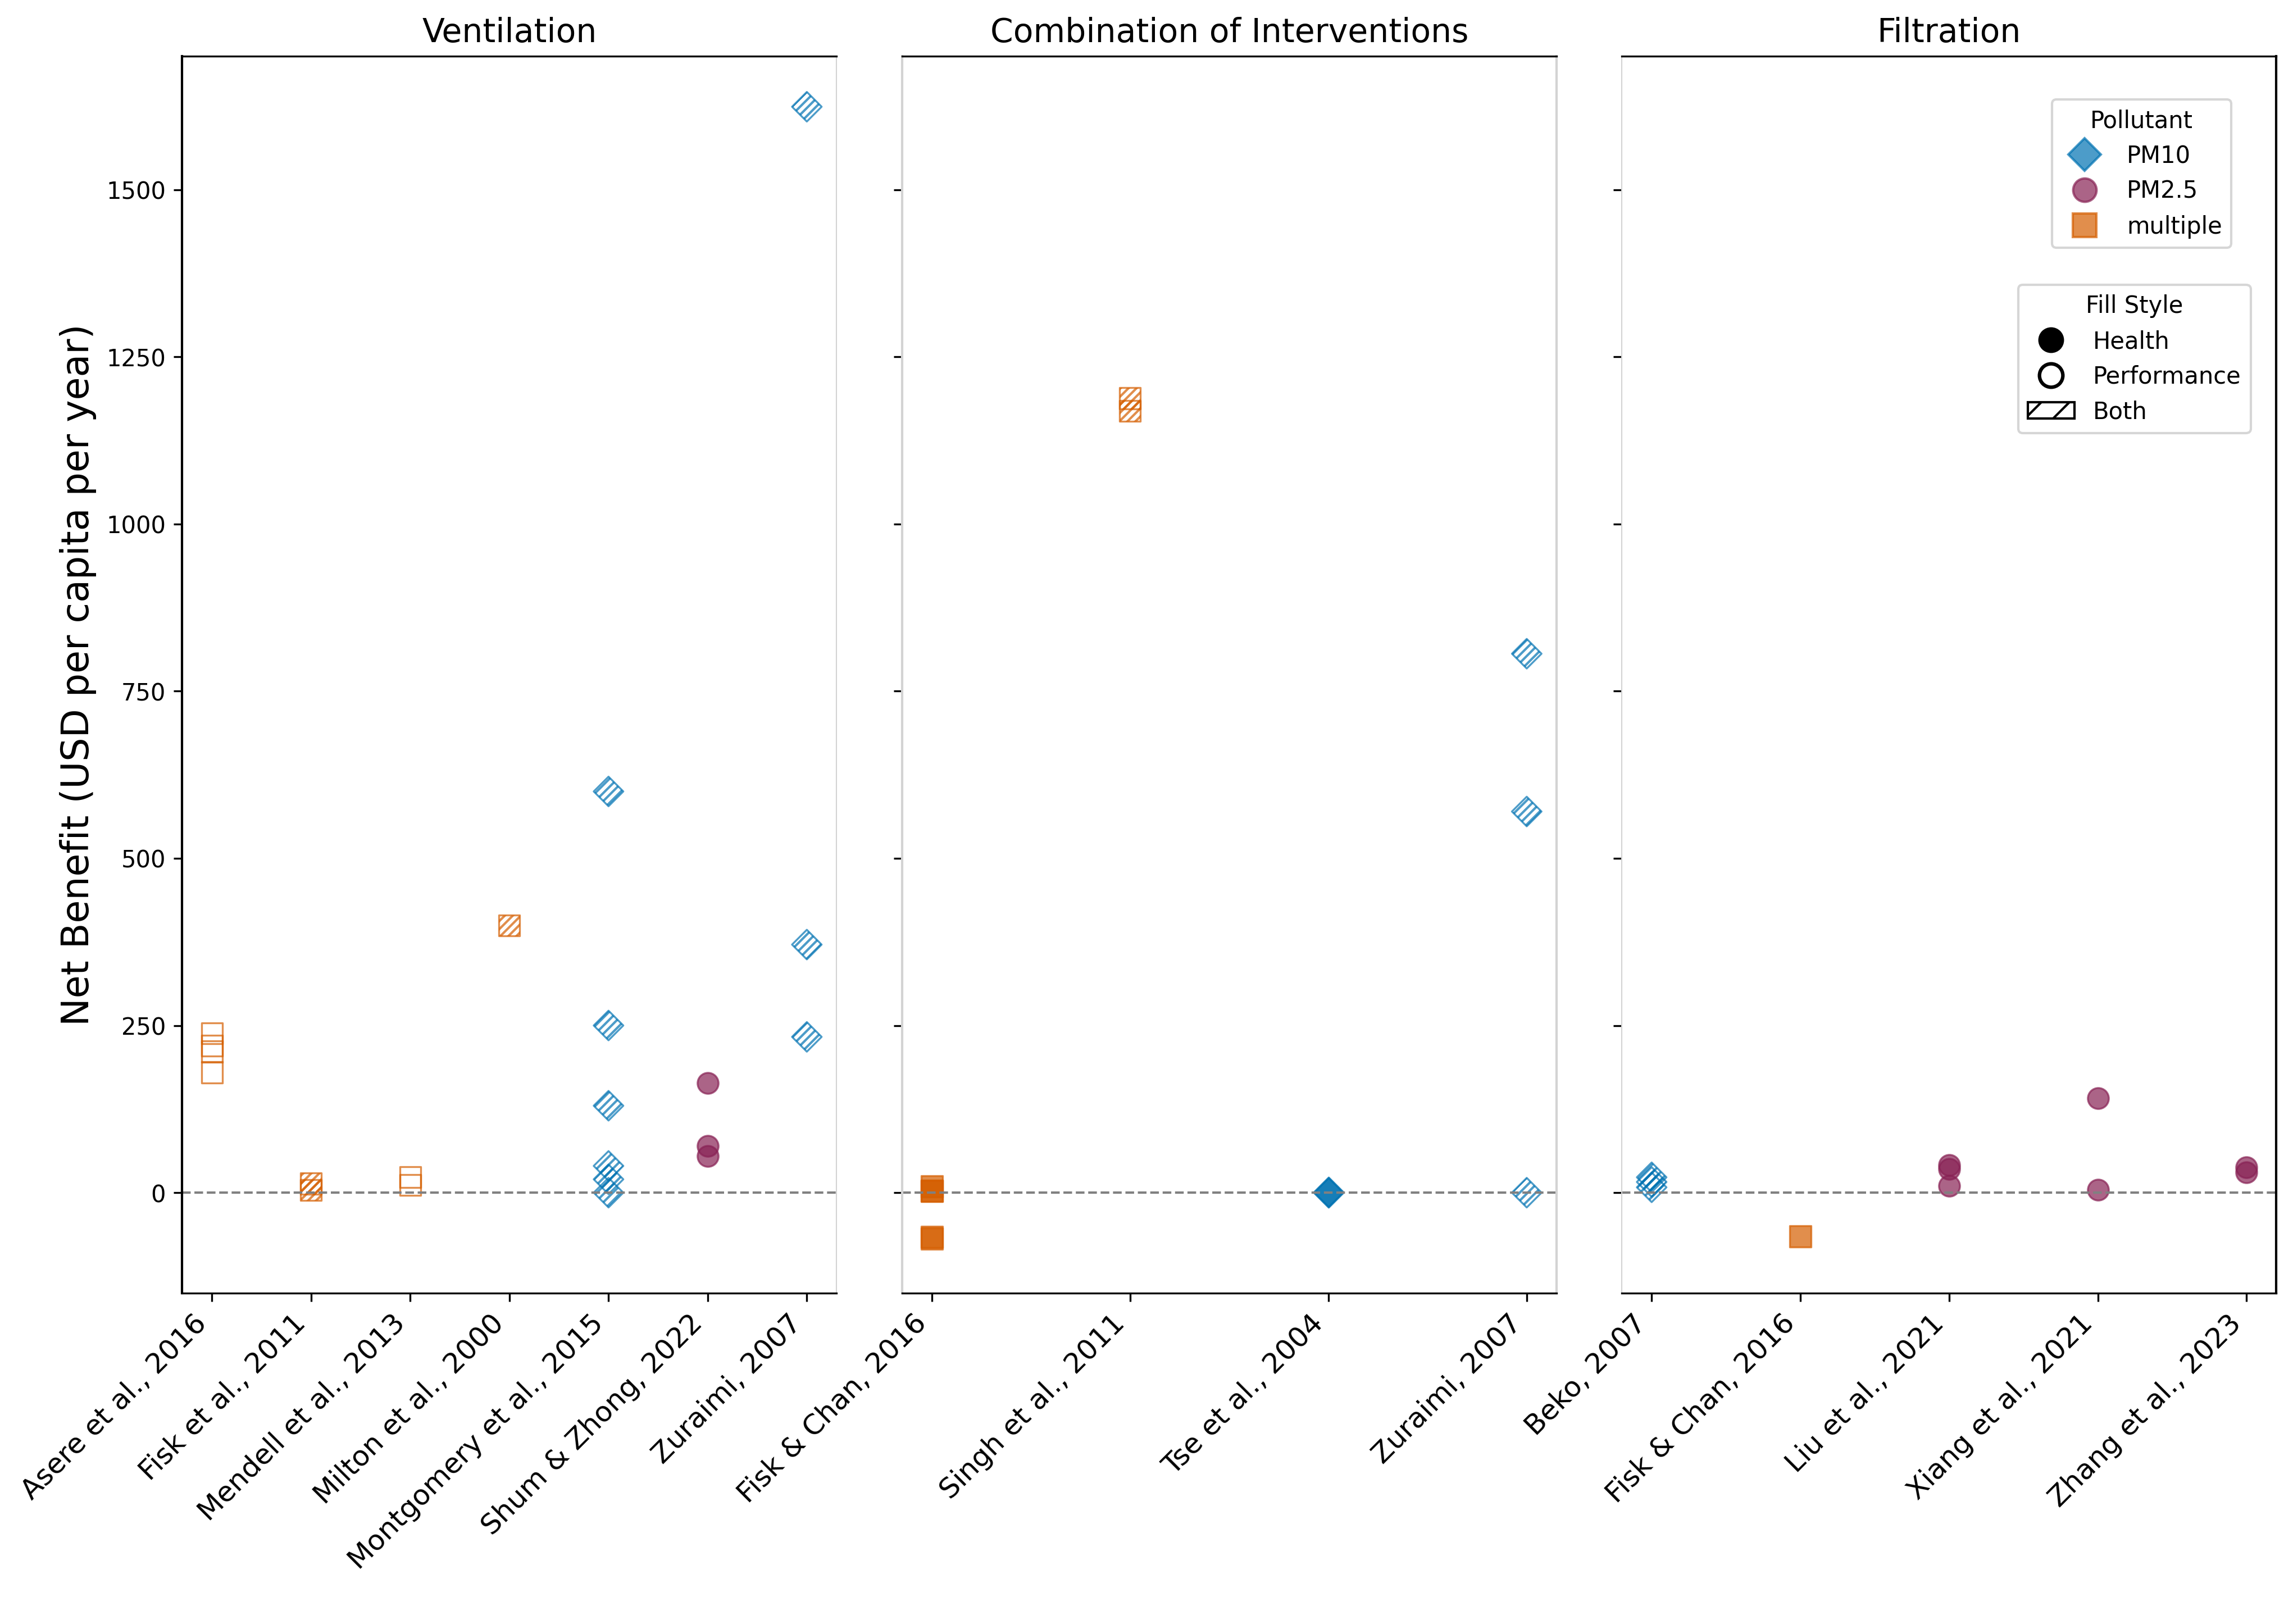 Ventilation
Combination of Interventions
Filtration
Net Benefit (USD per capita per year)
1500
1250
1000
750
500
250
0
Pollutant
PM10
PM2.5
multiple
Fill Style
Health
Performance
Both
Asere et al., 2016
Fisk et al., 2011
Mendell et al., 2013
Milton et al., 2000
Montgomery et al., 2015
Shum & Zhong, 2022
Zuraimi, 2007
Fisk & Chan, 2016
Singh et al., 2011
Tse et al., 2004
Zuraimi, 2007
Beko, 2007
Fisk & Chan, 2016
Liu et al., 2021
Xiang et al., 2021
Zhang et al., 2023